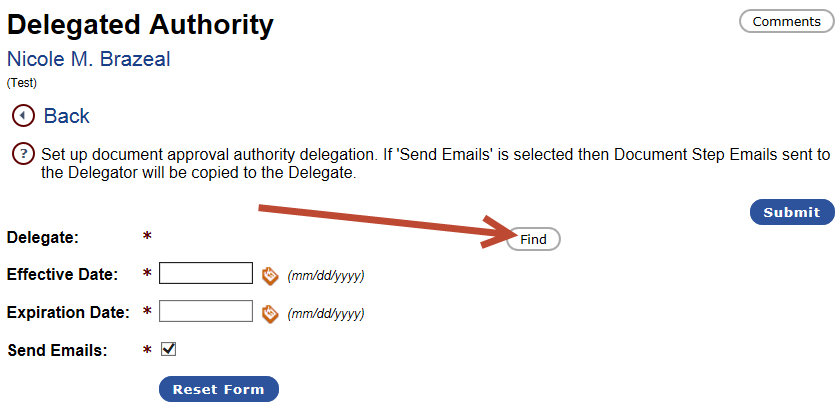 Delegated Authority
Comments
Nicole M. Brazeal
(Test)
Back
? Set up document approval authority delegation. If 'Send Emails' is selected then Document Step Emails sent to
the Delegator will be copied to the Delegate.
Submit
Delegate: * Find
Effective Date: * (mm/dd/yyyy)
Expiration Date: * (mm/dd/yyyy)
Send Emails: *
Reset Form